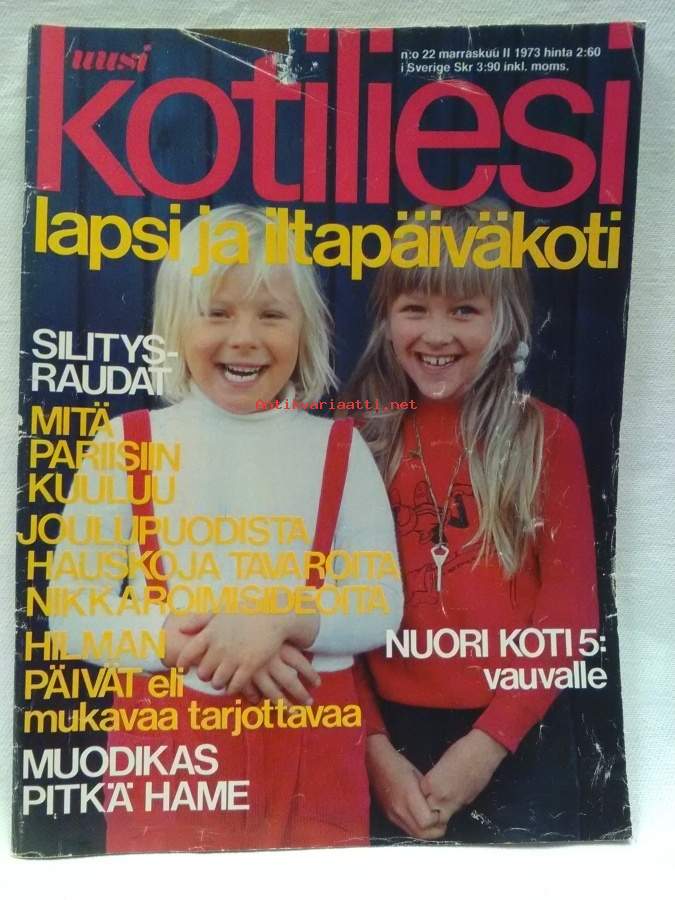 n:o 22 marraskuu II 1973 hinta 2:60
i Sverige Skr 3:90 inkl. moms.
uusi
kotiliesi
lapsi ja iltapäiväkoti
SILITYS-
RAUDAT
Antikvariaatti.net
MITÄ
PARIISIIN
KUULUU
JOULUPUODISTA
HAUSKOJA TAVAROITA
NIKKAROIMISIDEOITA
HILMAN
PÄIVÄT eli
mukavaa tarjottavaa
NUORI KOTI 5:
vauvalle
MUODIKAS
PITKÄ HAME